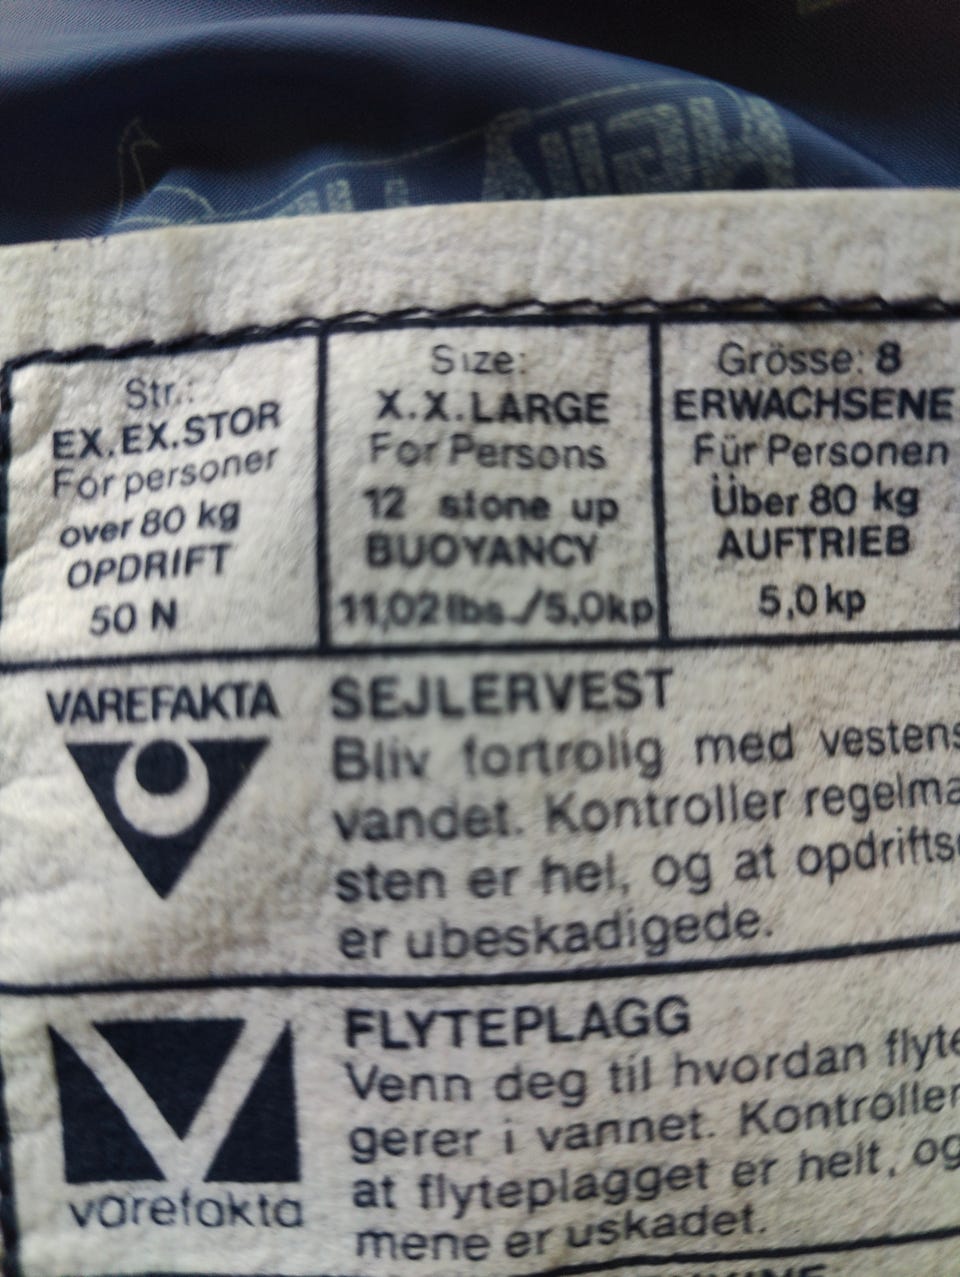 Str.:
EX.EX.STOR
For personer
over 80 kg
OPDRIFT
50 N
Size:
X.X.LARGE
For Persons
12 stone up
BUOYANCY
11,02 lbs./5,0kp
Grösse: 8
ERWACHSENE
Für Personen
Über 80 kg
AUFTRIEB
5,0 kp
VAREFAKTA
SEJLERVEST
Bliv fortrolig med vestens
vandet. Kontroller regelmæ
sten er hel, og at opdrifts
er ubeskadigede.
varefakta
FLYTEPLAGG
Venn deg til hvordan flyte
gerer i vannet. Kontroller
at flyteplagget er helt, og
mene er uskadet.